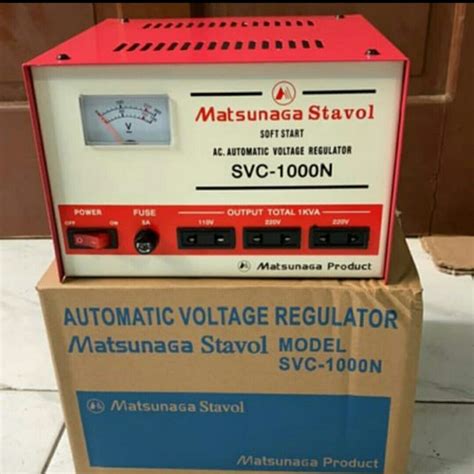 Matsunaga Stavol
SOFT START
AC. AUTOMATIC VOLTAGE REGULATOR
SVC-1000N
V
POWER
OFF
ON
FUSE
5A
OUTPUT TOTAL 1KVA
110V
220V
220V
Matsunaga Product
AUTOMATIC VOLTAGE REGULATOR
Matsunaga Stavol MODEL
SVC-1000N
Matsunaga Stavol
Matsunaga Product